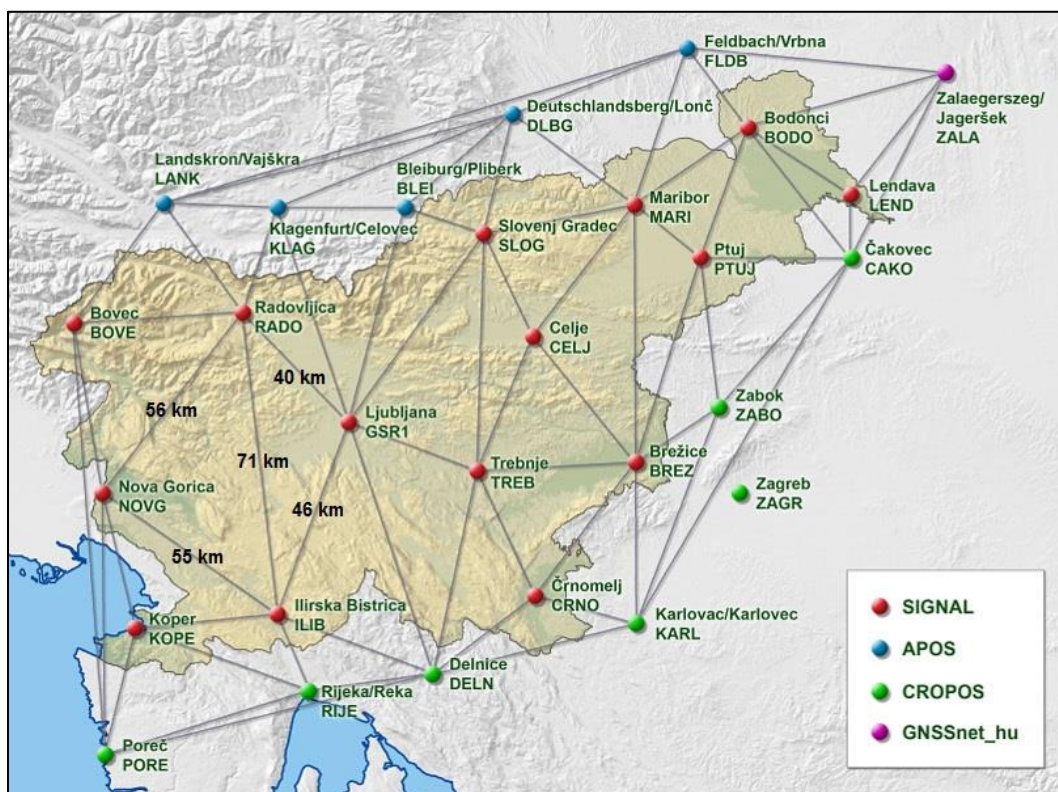 Feldbach/Vrbna
FLDB
Zalaegerszeg/
Jageršek
ZALA
Deutschlandsberg/Lonč
DLBG
Bodonci
BODO
Landskron/Vajškra
LANK
Bleiburg/Pliberk
BLEI
Klagenfurt/Celovec
KLAG
Slovenj Gradec
SLOG
Maribor
MARI
Lendava
LEND
Ptuj
PTUJ
Čakovec
CAKO
Bovec
BOVE
Radovljica
RADO
Celje
CELJ
40 km
56 km
Ljubljana
GSR1
Zabok
ZABO
71 km
Trebnje
TREB
Brežice
BREZ
Nova Gorica
NOVG
46 km
Zagreb
ZAGR
55 km
Ilirska Bistrica
ILIB
Koper
KOPE
Črnomelj
CRNO
Karlovac/Karlovec
KARL
Delnice
DELN
Rijeka/Reka
RIJE
Poreč
PORE
SIGNAL
APOS
CROPOS
GNSSnet_hu